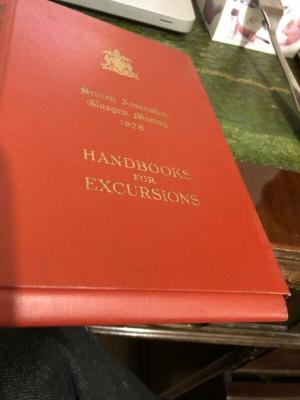 British Association
Glasgow Meeting
1928
HANDBOOKS
FOR
EXCURSIONS